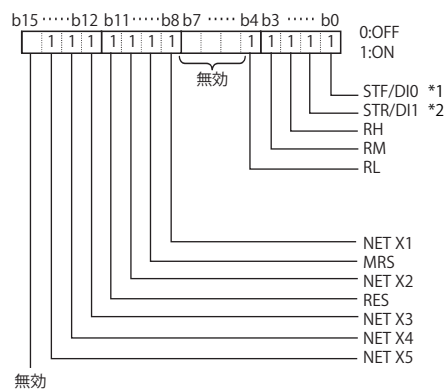 b15 ····· b12 b11 ····· b8 b7 ····· b4 b3 ····· b0
1 1 1 1 1 1 1 1 1 1 1 1
0:OFF
1:ON
無効
STF/DI0 *1
STR/DI1 *2
RH
RM
RL
NET X1
MRS
NET X2
RES
NET X3
NET X4
NET X5
無効